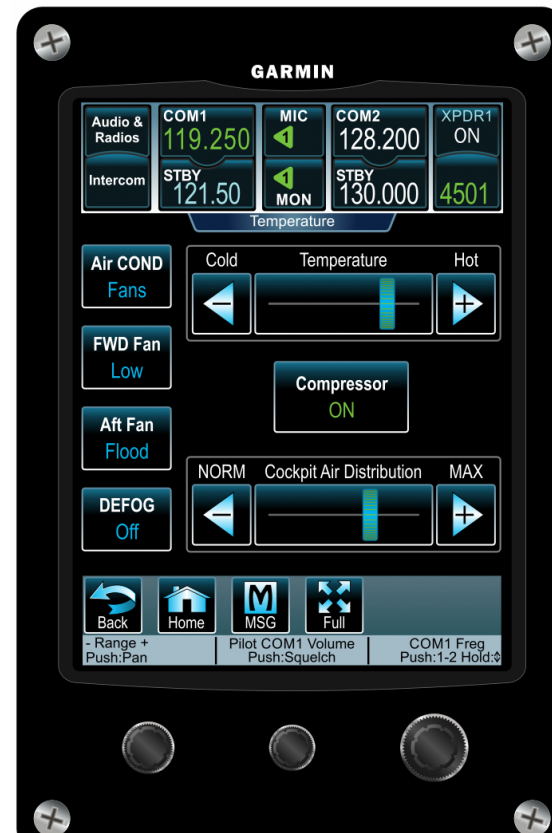 GARMIN
Audio &
Radios
COM1
119.250
MIC
1
COM2
128.200
XPDR1
ON
Intercom
STBY
121.50
1
MON
STBY
130.000
4501
Temperature
Air COND
Fans
Cold
Temperature
Hot
−
+
FWD Fan
Low
Compressor
ON
Aft Fan
Flood
NORM
Cockpit Air Distribution
MAX
−
+
DEFOG
Off
Back
Home
M
MSG
Full
- Range +
Push:Pan
Pilot COM1 Volume
Push:Squelch
COM1 Freg
Push:1-2 Hold: